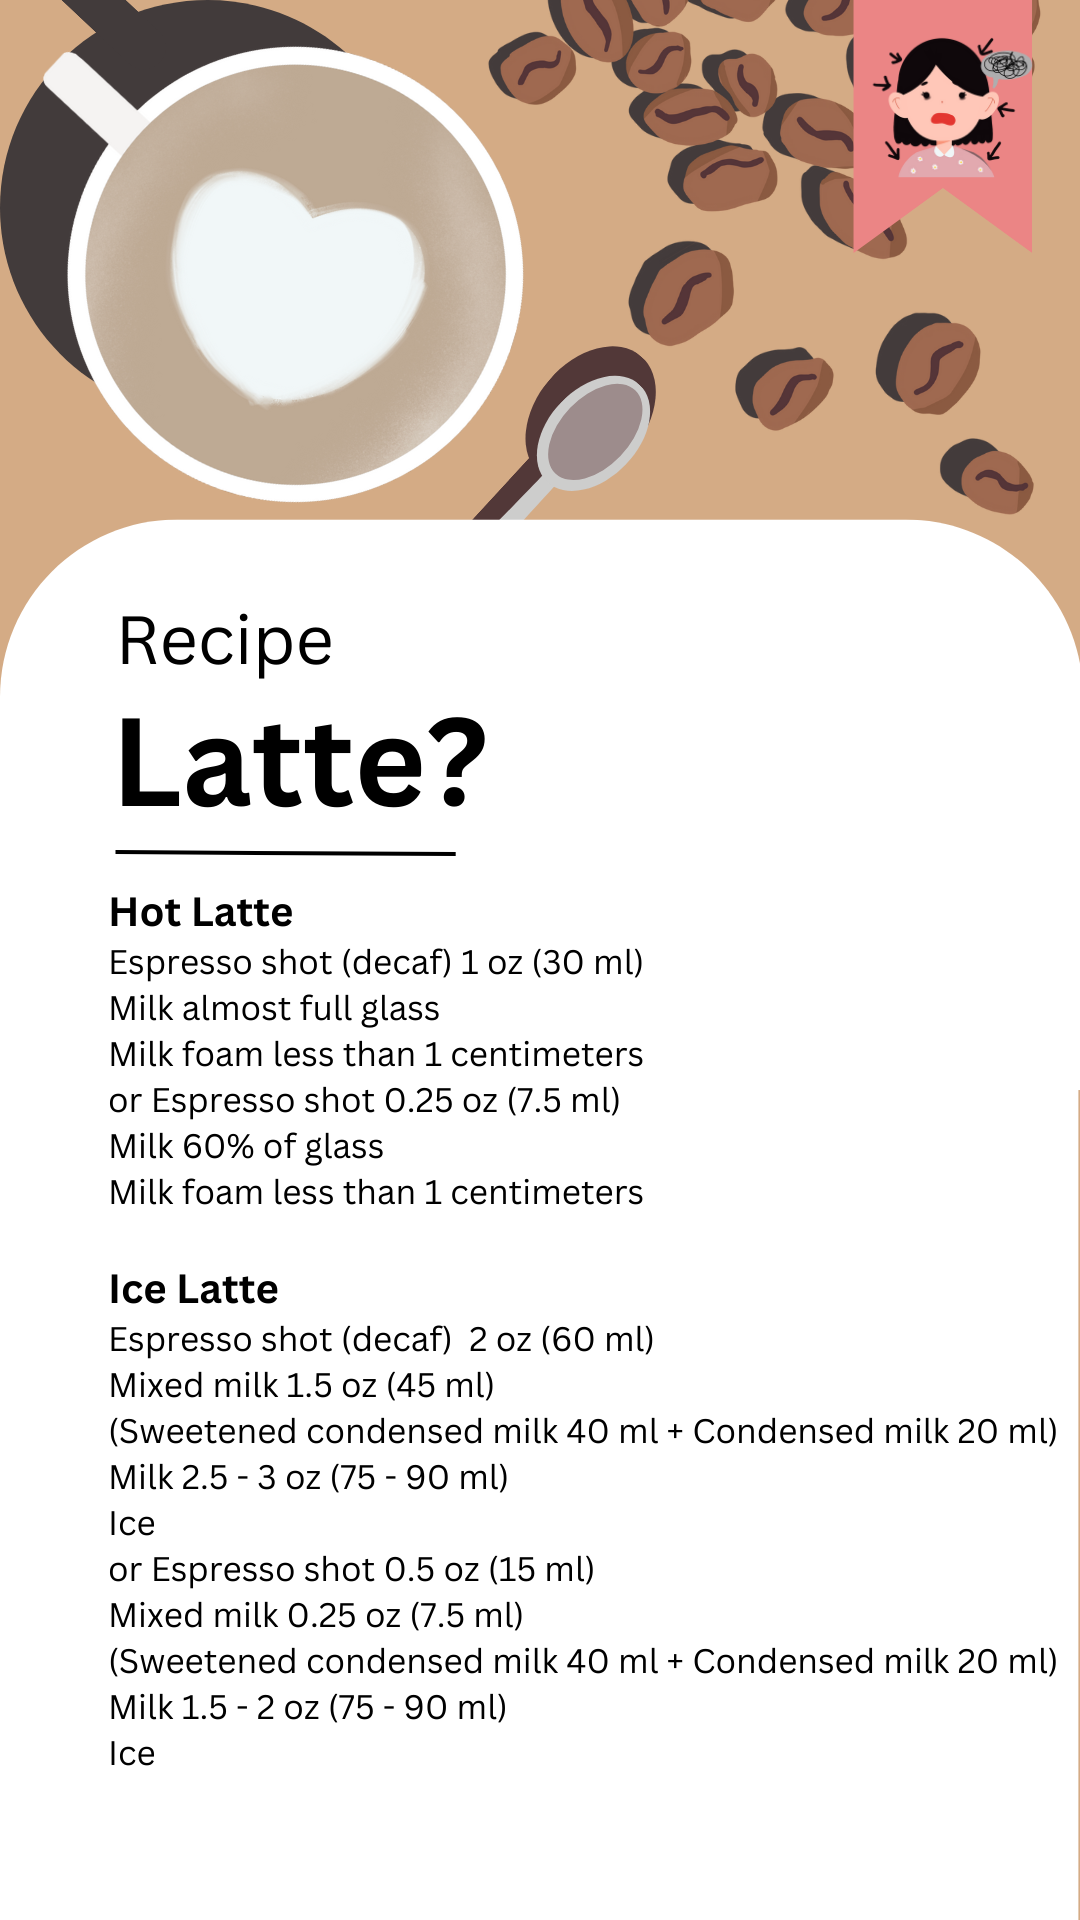 Recipe
Latte?
Hot Latte
Espresso shot (decaf) 1 oz (30 ml)
Milk almost full glass
Milk foam less than 1 centimeters
or Espresso shot 0.25 oz (7.5 ml)
Milk 60% of glass
Milk foam less than 1 centimeters
Ice Latte
Espresso shot (decaf)  2 oz (60 ml)
Mixed milk 1.5 oz (45 ml)
(Sweetened condensed milk 40 ml + Condensed milk 20 ml)
Milk 2.5 - 3 oz (75 - 90 ml)
Ice
or Espresso shot 0.5 oz (15 ml)
Mixed milk 0.25 oz (7.5 ml)
(Sweetened condensed milk 40 ml + Condensed milk 20 ml)
Milk 1.5 - 2 oz (75 - 90 ml)
Ice